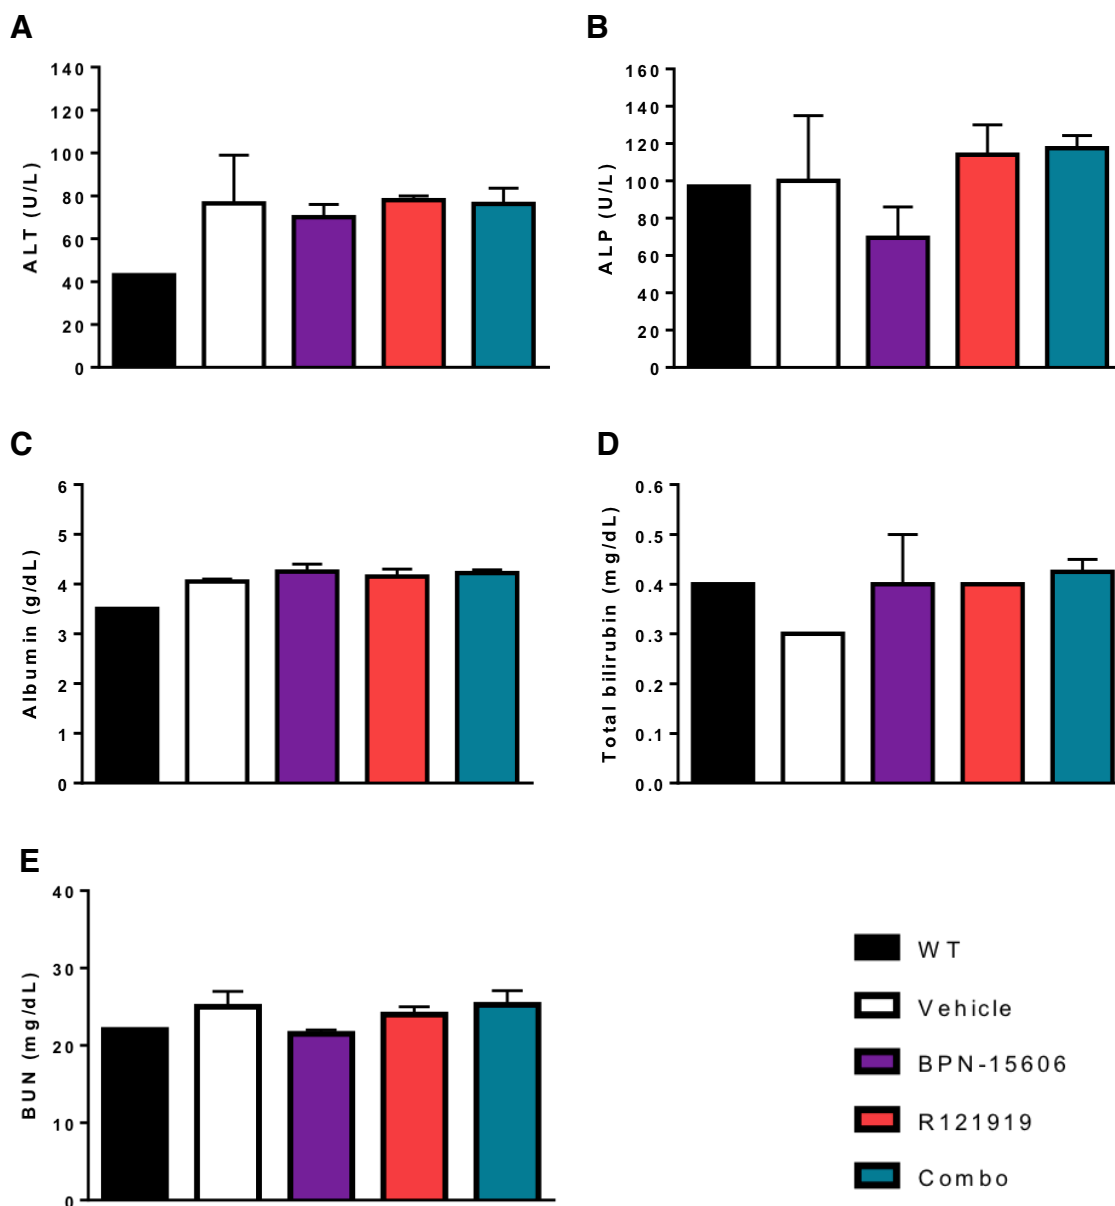 A
ALT (U/L)
140
120
100
80
60
40
20
0
B
ALP (U/L)
160
140
120
100
80
60
40
20
0
C
Albumin (g/dL)
6
5
4
3
2
1
0
D
Total bilirubin (mg/dL)
0.6
0.5
0.4
0.3
0.2
0.1
0.0
E
BUN (mg/dL)
40
30
20
10
0
WT
Vehicle
BPN-15606
R121919
Combo